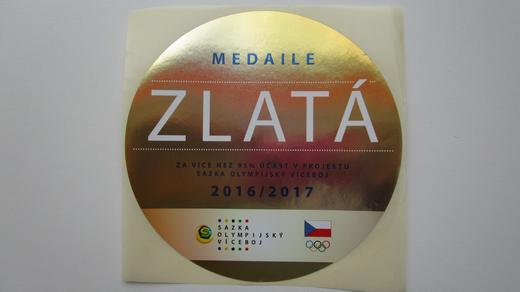 MEDAILE
ZLATÁ
ZA VÍCE NEŽ 95% ÚČAST V PROJEKTU
SAZKA OLYMPIJSKÝ VÍCEBOJ
2016/2017
SAZKA
OLYMPIJSKÝ
VÍCEBOJ